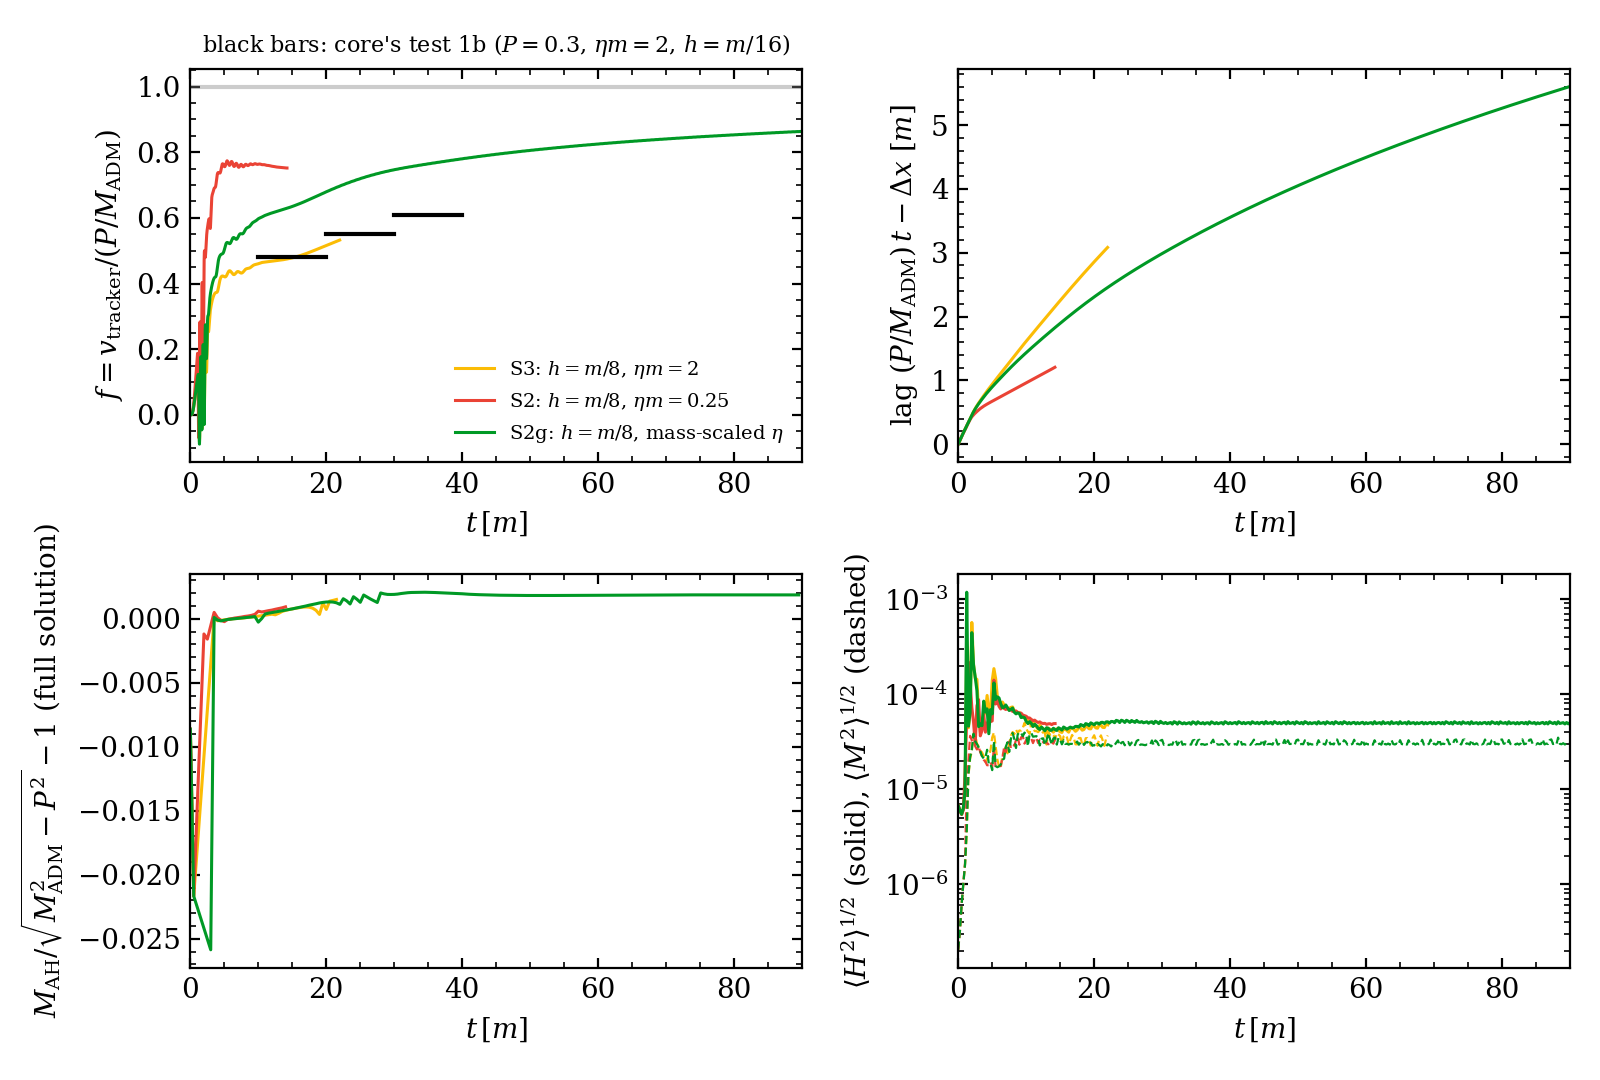 black bars: core's test 1b (P = 0.3, ηm = 2, h = m/16)
f = v_tracker/(P/M_ADM)
1.0
0.8
0.6
0.4
0.2
0.0
S3: h = m/8, ηm = 2
S2: h = m/8, ηm = 0.25
S2g: h = m/8, mass-scaled η
0 20 40 60 80
t [m]
lag (P/M_ADM) t − Δx [m]
5
4
3
2
1
0
0 20 40 60 80
t [m]
M_AH/√(M²_ADM − P²) − 1 (full solution)
0.000
−0.005
−0.010
−0.015
−0.020
−0.025
0 20 40 60 80
t [m]
⟨H²⟩^{1/2} (solid), ⟨M²⟩^{1/2} (dashed)
10⁻³
10⁻⁴
10⁻⁵
10⁻⁶
0 20 40 60 80
t [m]